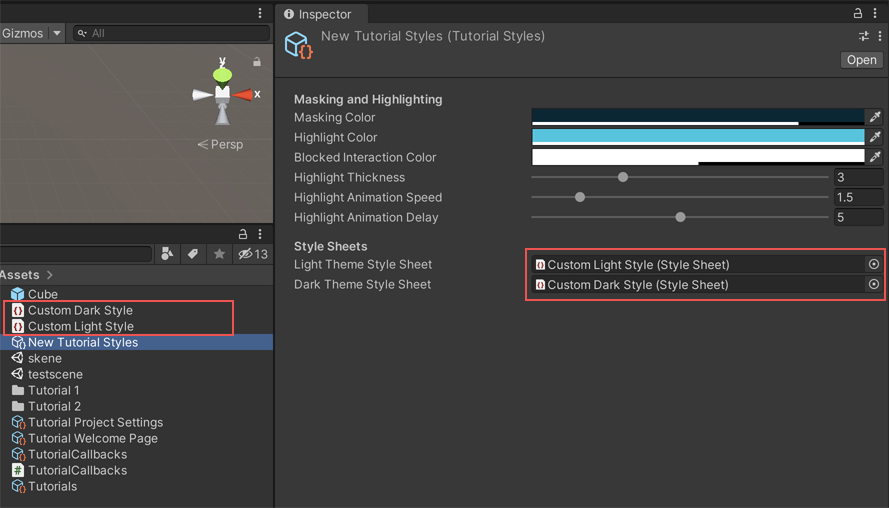 Inspector
Gizmos
All
New Tutorial Styles (Tutorial Styles)
Open
y
x
Persp
Masking and Highlighting
Masking Color
Highlight Color
Blocked Interaction Color
Highlight Thickness
3
Highlight Animation Speed
1.5
Highlight Animation Delay
5
Style Sheets
Light Theme Style Sheet
Custom Light Style (Style Sheet)
Dark Theme Style Sheet
Custom Dark Style (Style Sheet)
13
Assets
Cube
Custom Dark Style
Custom Light Style
New Tutorial Styles
skene
testscene
Tutorial 1
Tutorial 2
Tutorial Project Settings
Tutorial Welcome Page
TutorialCallbacks
TutorialCallbacks
Tutorials